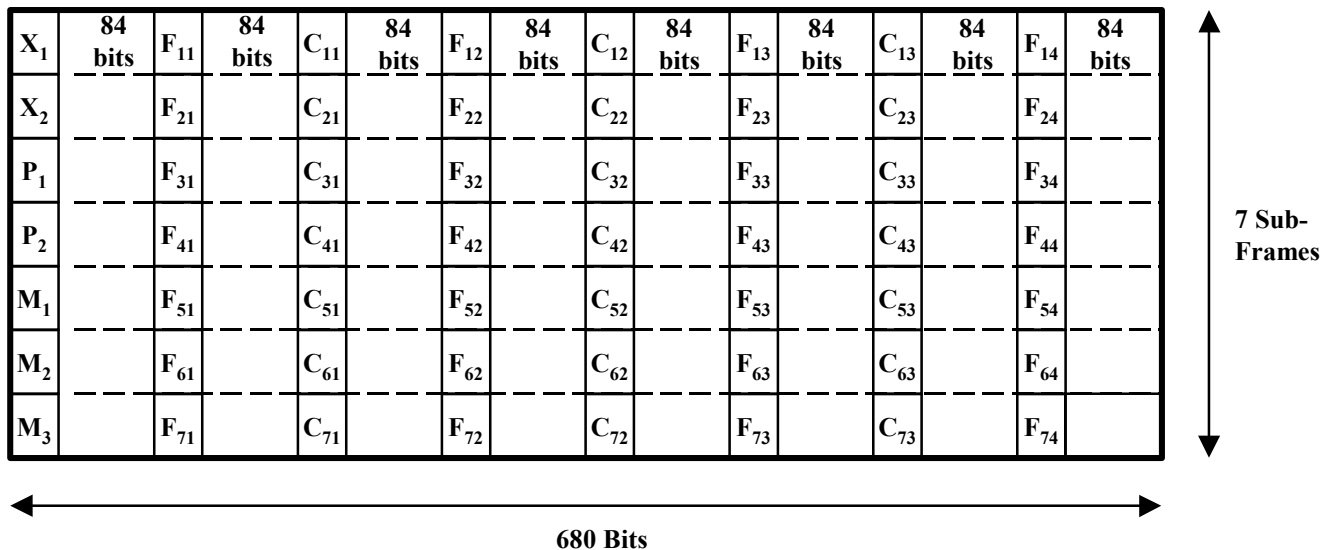 X₁ 84 bits F₁₁ 84 bits C₁₁ 84 bits F₁₂ 84 bits C₁₂ 84 bits F₁₃ 84 bits C₁₃ 84 bits F₁₄ 84 bits
X₂ F₂₁ C₂₁ F₂₂ C₂₂ F₂₃ C₂₃ F₂₄
P₁ F₃₁ C₃₁ F₃₂ C₃₂ F₃₃ C₃₃ F₃₄
P₂ F₄₁ C₄₁ F₄₂ C₄₂ F₄₃ C₄₃ F₄₄
M₁ F₅₁ C₅₁ F₅₂ C₅₂ F₅₃ C₅₃ F₅₄
M₂ F₆₁ C₆₁ F₆₂ C₆₂ F₆₃ C₆₃ F₆₄
M₃ F₇₁ C₇₁ F₇₂ C₇₂ F₇₃ C₇₃ F₇₄
7 Sub-
Frames
680 Bits